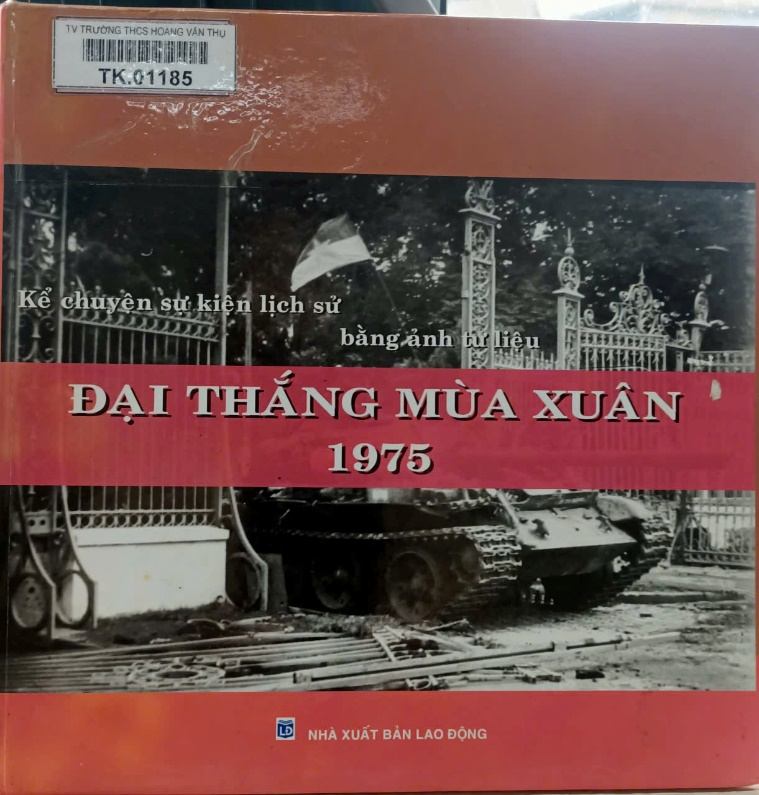 TV TRƯỜNG THCS HOÀNG VĂN THỤ
TK.01185
Kể chuyện sự kiện lịch sử
bằng ảnh tư liệu
ĐẠI THẮNG MÙA XUÂN
1975
LĐ
NHÀ XUẤT BẢN LAO ĐỘNG